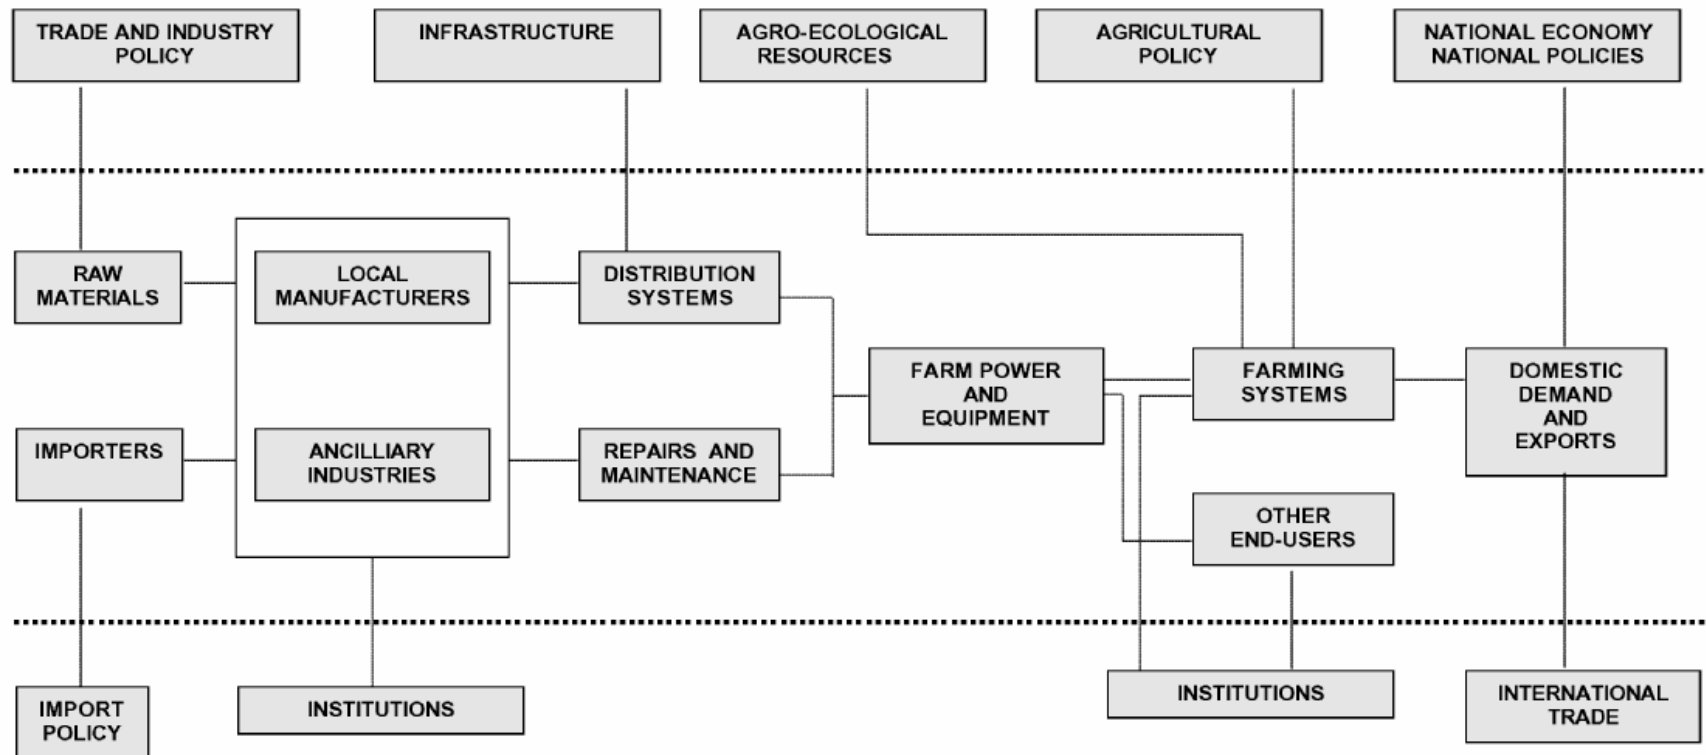 TRADE AND INDUSTRY
POLICY
INFRASTRUCTURE
AGRO-ECOLOGICAL
RESOURCES
AGRICULTURAL
POLICY
NATIONAL ECONOMY
NATIONAL POLICIES
RAW
MATERIALS
LOCAL
MANUFACTURERS
DISTRIBUTION
SYSTEMS
FARM POWER
AND
EQUIPMENT
FARMING
SYSTEMS
DOMESTIC
DEMAND
AND
EXPORTS
IMPORTERS
ANCILLIARY
INDUSTRIES
REPAIRS AND
MAINTENANCE
OTHER
END-USERS
IMPORT
POLICY
INSTITUTIONS
INSTITUTIONS
INTERNATIONAL
TRADE